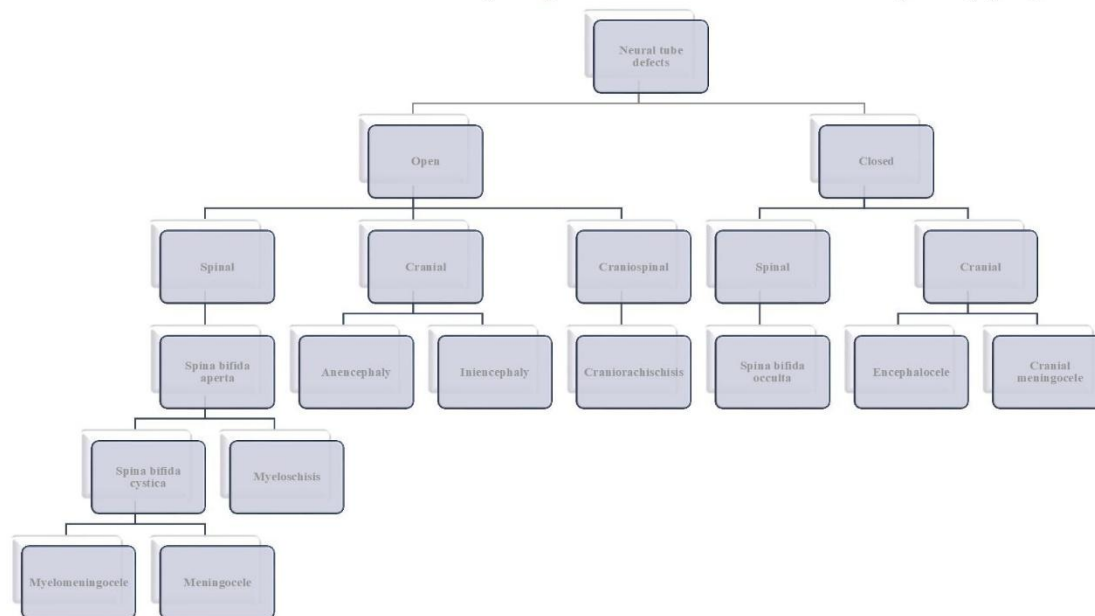 Neural tube
defects
Open
Closed
Spinal
Cranial
Craniospinal
Spinal
Cranial
Spina bifida
aperta
Anencephaly
Iniencephaly
Craniorachischisis
Spina bifida
occulta
Encephalocele
Cranial
meningocele
Spina bifida
cystica
Myeloschisis
Myelomeningocele
Meningocele